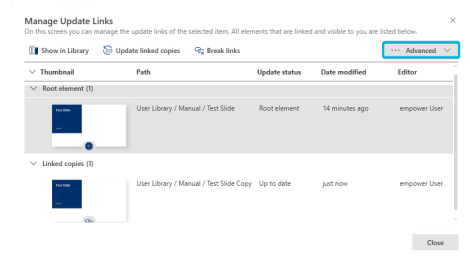 Manage Update Links
On this screen you can manage the update links of the selected item. All elements that are linked and visible to you are listed below.
Show in Library Update linked copies Break links ... Advanced
Thumbnail Path Update status Date modified Editor
Root element (1)
Test Slide
User Library / Manual / Test Slide Root element 14 minutes ago empower User
Linked copies (1)
Test Slide
User Library / Manual / Test Slide Copy Up to date just now empower User
Close